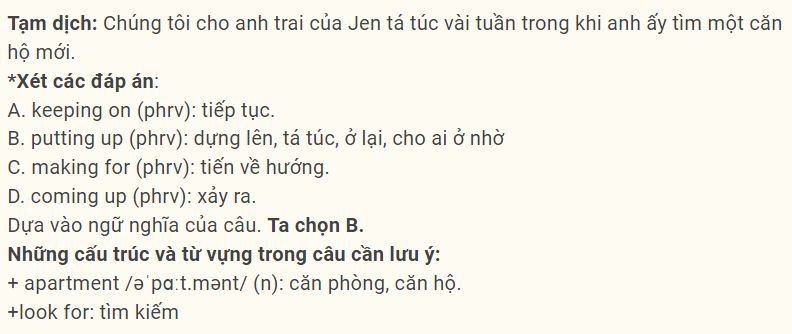 Tạm dịch: Chúng tôi cho anh trai của Jen tá túc vài tuần trong khi anh ấy tìm một căn
hộ mới.
*Xét các đáp án:
A. keeping on (phrv): tiếp tục.
B. putting up (phrv): dựng lên, tá túc, ở lại, cho ai ở nhờ
C. making for (phrv): tiến về hướng.
D. coming up (phrv): xảy ra.
Dựa vào ngữ nghĩa của câu. Ta chọn B.
Những cấu trúc và từ vựng trong câu cần lưu ý:
+ apartment /əˈpɑːt.mənt/ (n): căn phòng, căn hộ.
+look for: tìm kiếm